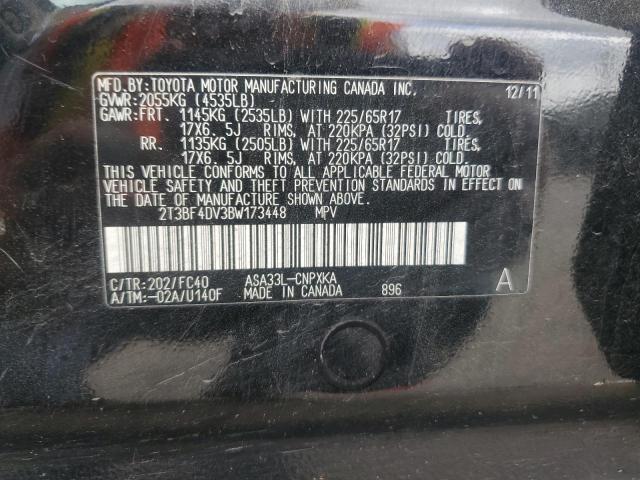 MFD.BY:TOYOTA MOTOR MANUFACTURING CANADA INC. 12/11
GVWR:2055KG (4535LB)
GAWR:FRT. 1145KG (2535LB) WITH 225/65R17 TIRES,
17X6. 5J RIMS, AT 220KPA (32PSI) COLD.
RR. 1135KG (2505LB) WITH 225/65R17 TIRES,
17X6. 5J RIMS, AT 220KPA (32PSI) COLD.
THIS VEHICLE CONFORMS TO ALL APPLICABLE FEDERAL MOTOR
VEHICLE SAFETY AND THEFT PREVENTION STANDARDS IN EFFECT ON
THE DATE OF MANUFACTURE SHOWN ABOVE.
2T3BF4DV3BW173448 MPV
C/TR:202/FC40 ASA33L-CNPXKA A
A/TM:-02A/U140F MADE IN CANADA 896